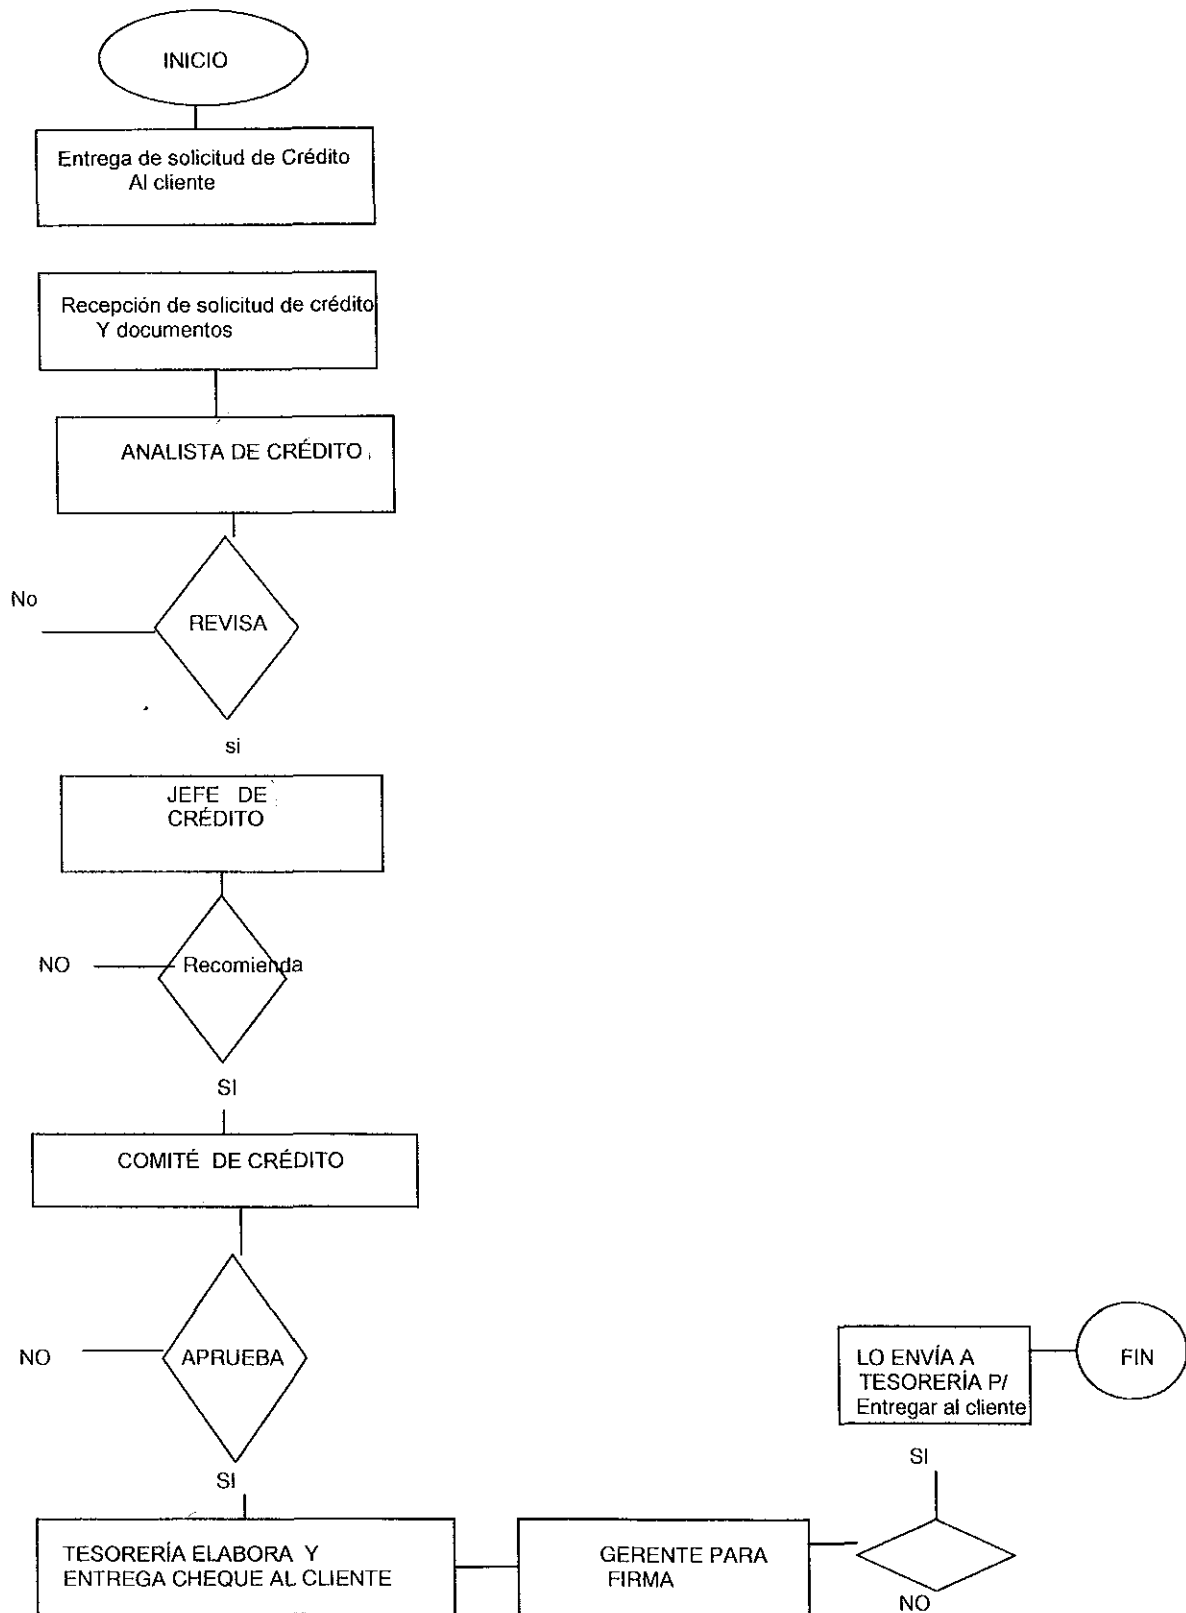 INICIO
Entrega de solicitud de Crédito
Al cliente
Recepción de solicitud de crédito
Y documentos
ANALISTA DE CRÉDITO
No
REVISA
si
JEFE DE
CRÉDITO
NO
Recomienda
SI
COMITÉ DE CRÉDITO
NO
APRUEBA
SI
TESORERÍA ELABORA Y
ENTREGA CHEQUE AL CLIENTE
GERENTE PARA
FIRMA
NO
SI
LO ENVÍA A
TESORERÍA P/
Entregar al cliente
FIN